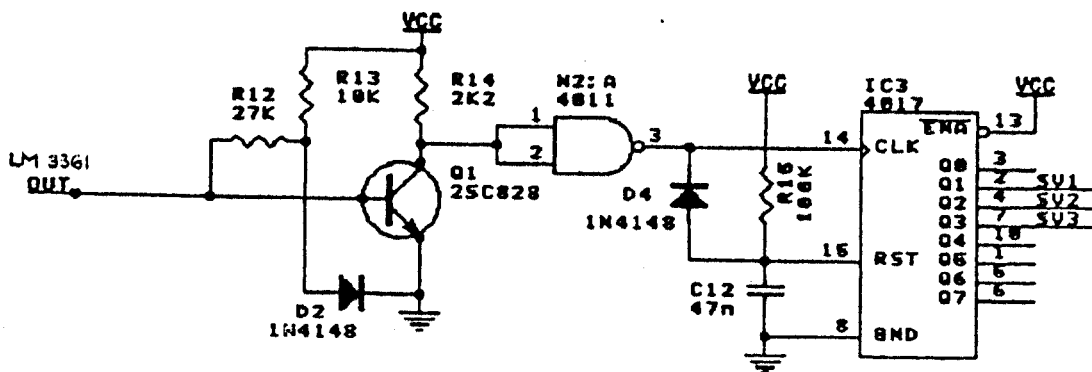 VCC
R12
27K
R13
10K
R14
2K2
N2:A
4011
1
2
3
VCC
IC3
4017
VCC
LM 3361
OUT
Q1
2SC828
D4
1N4148
R15
100K
14
CLK
ENA
13
Q0
3
Q1
2
SV1
Q2
4
SV2
Q3
7
SV3
Q4
10
Q5
1
Q6
Q7
6
15
RST
D2
1N4148
C12
47n
8
GND